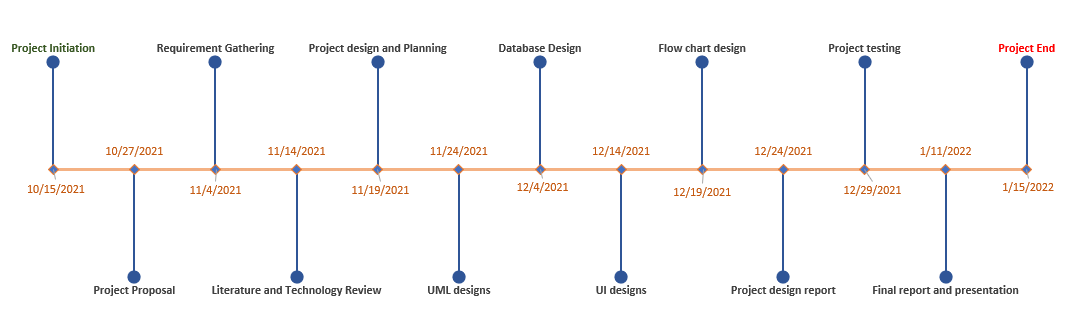 Project Initiation
Requirement Gathering
Project design and Planning
Database Design
Flow chart design
Project testing
Project End
10/27/2021
11/14/2021
11/24/2021
12/14/2021
12/24/2021
1/11/2022
10/15/2021
11/4/2021
11/19/2021
12/4/2021
12/19/2021
12/29/2021
1/15/2022
Project Proposal
Literature and Technology Review
UML designs
UI designs
Project design report
Final report and presentation